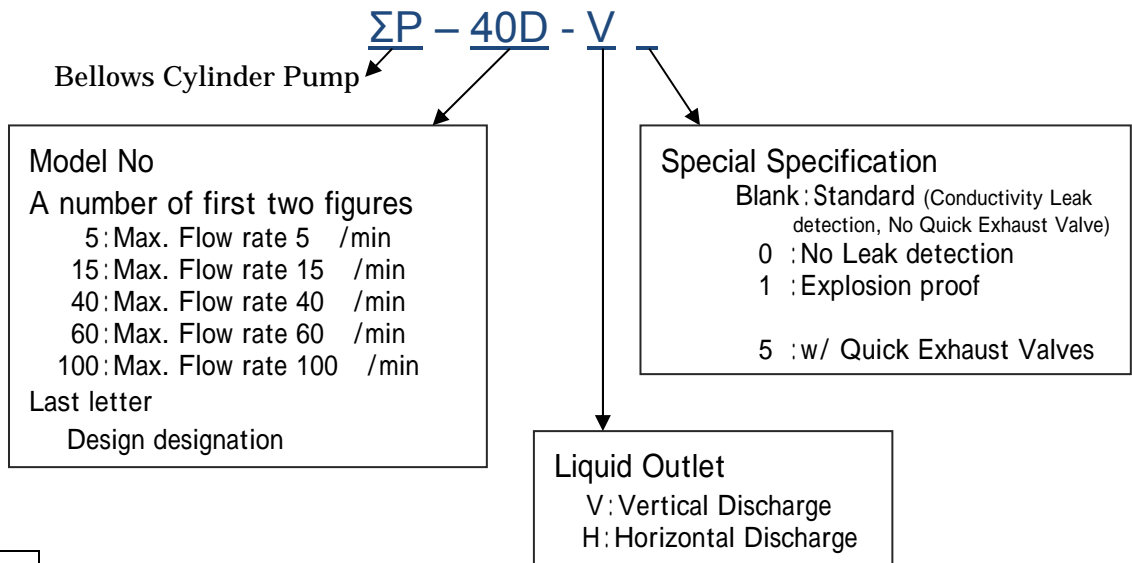 ΣP – 40D - V _
Bellows Cylinder Pump
Model No
A number of first two figures
5:Max. Flow rate 5 /min
15:Max. Flow rate 15 /min
40:Max. Flow rate 40 /min
60:Max. Flow rate 60 /min
100:Max. Flow rate 100 /min
Last letter
Design designation
Special Specification
Blank:Standard (Conductivity Leak
detection, No Quick Exhaust Valve)
0 :No Leak detection
1 :Explosion proof
5 :w/ Quick Exhaust Valves
Liquid Outlet
V:Vertical Discharge
H:Horizontal Discharge